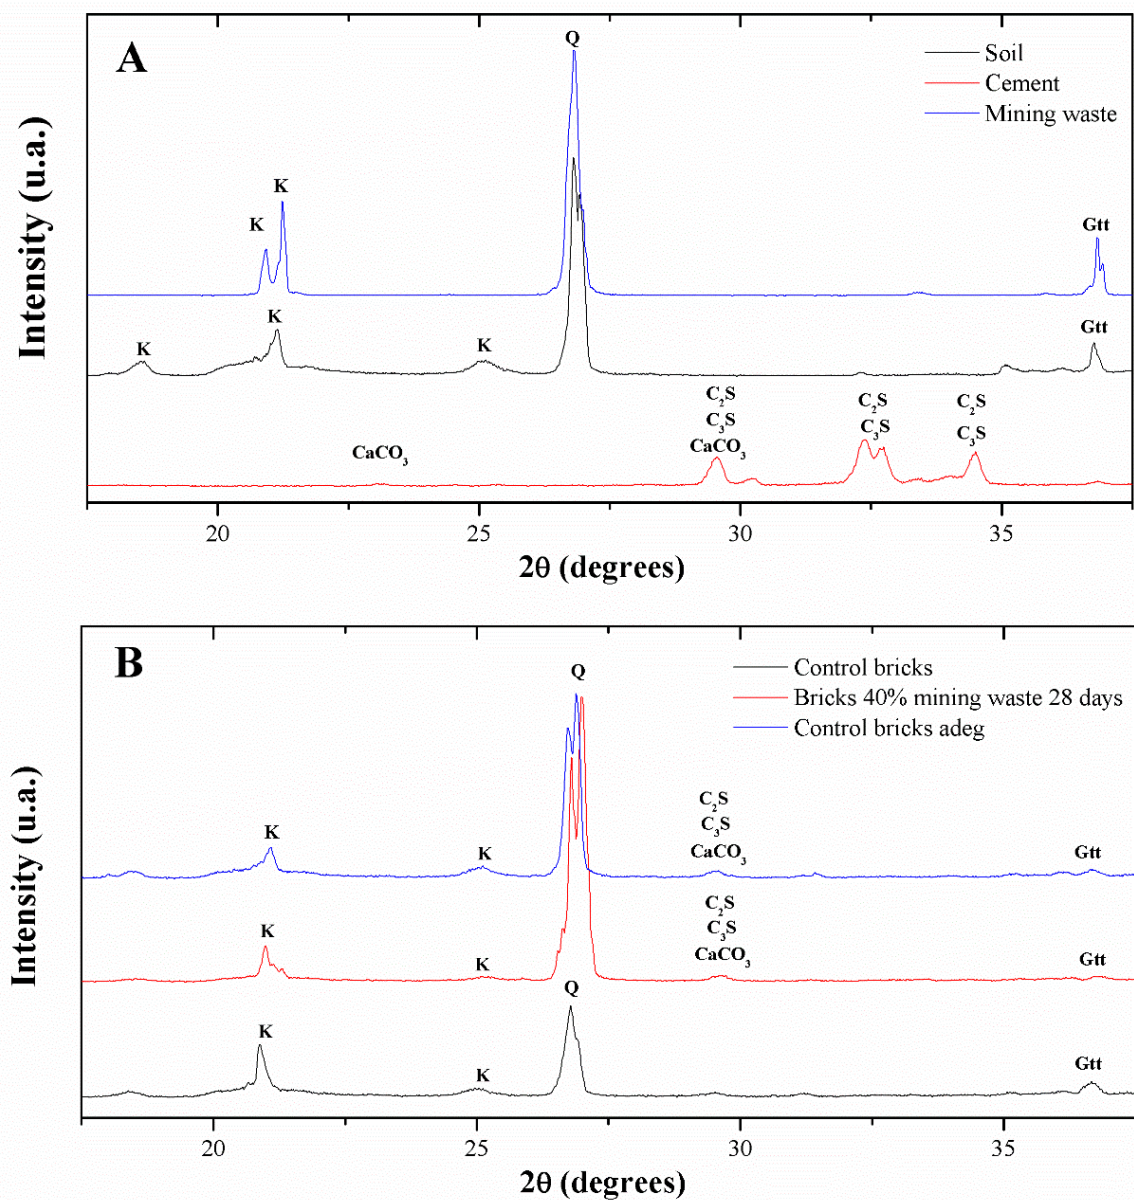 A
Q
Soil
Cement
Mining waste
K
K
Gtt
K
K
K
Gtt
C₂S
C₃S
CaCO₃
C₂S
C₃S
C₂S
C₃S
CaCO₃
Intensity (u.a.)
20
25
30
35
2θ (degrees)
B
Q
Control bricks
Bricks 40% mining waste 28 days
Control bricks adeg
K
K
C₂S
C₃S
CaCO₃
Gtt
K
K
C₂S
C₃S
CaCO₃
Gtt
Q
K
K
Gtt
Intensity (u.a.)
20
25
30
35
2θ (degrees)